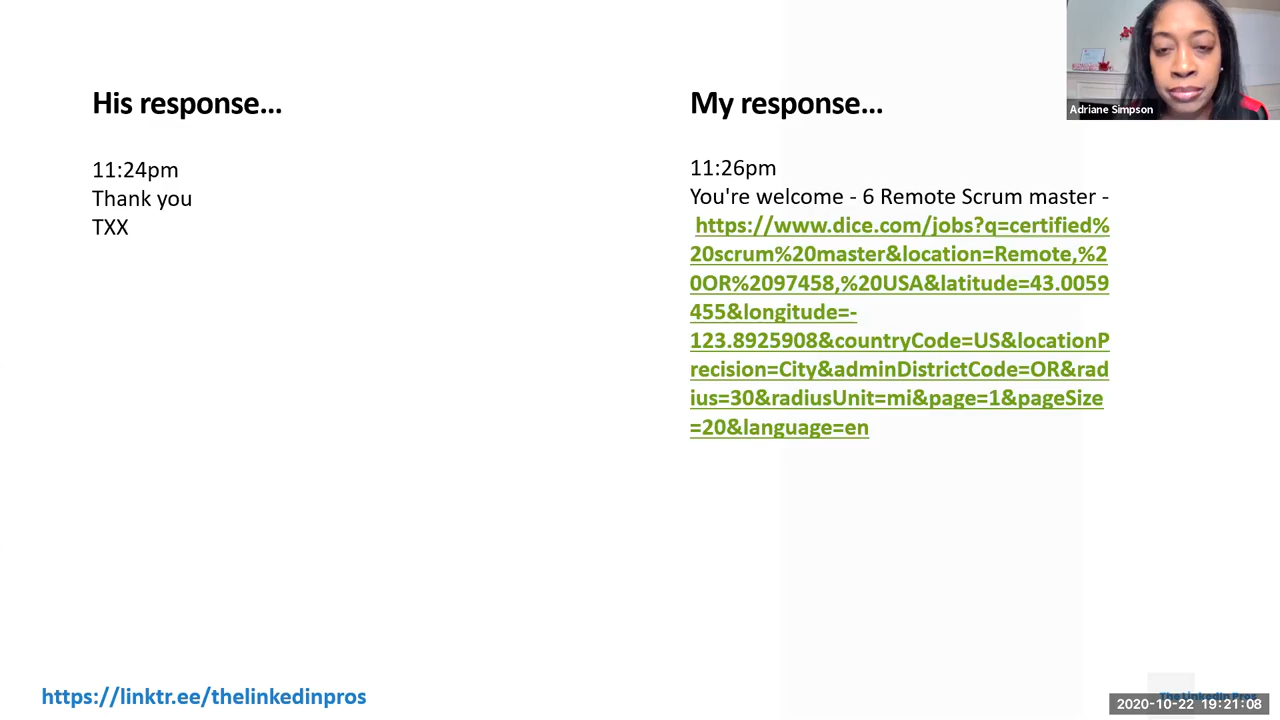 His response...
11:24pm
Thank you
TXX
My response...
11:26pm
You're welcome - 6 Remote Scrum master -
https://www.dice.com/jobs?q=certified%
20scrum%20master&location=Remote,%2
0OR%2097458,%20USA&latitude=43.0059
455&longitude=-
123.8925908&countryCode=US&locationP
recision=City&adminDistrictCode=OR&rad
ius=30&radiusUnit=mi&page=1&pageSize
=20&language=en
Adriane Simpson
https://linktr.ee/thelinkedinpros
The LinkedIn Pros
2020-10-22 19:21:08